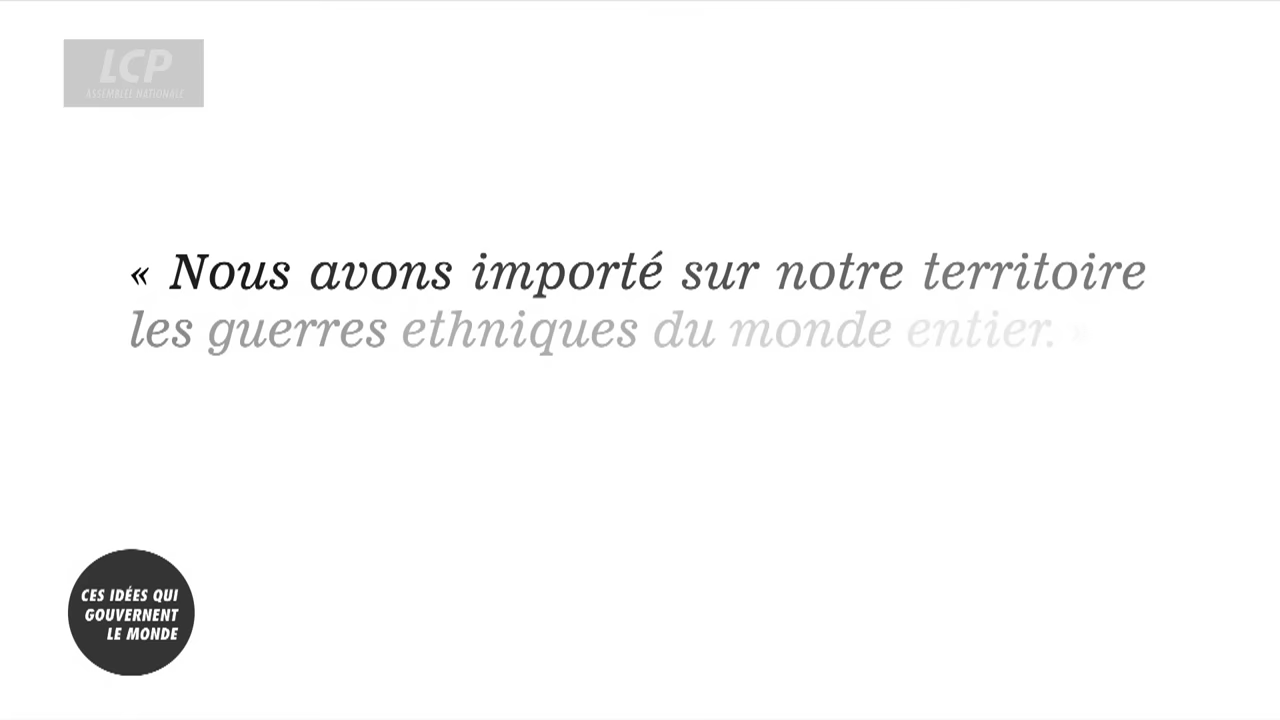 LCP
ASSEMBLÉE NATIONALE
« Nous avons importé sur notre territoire
les guerres ethniques du monde entier. »
CES IDÉES QUI
GOUVERNENT
LE MONDE